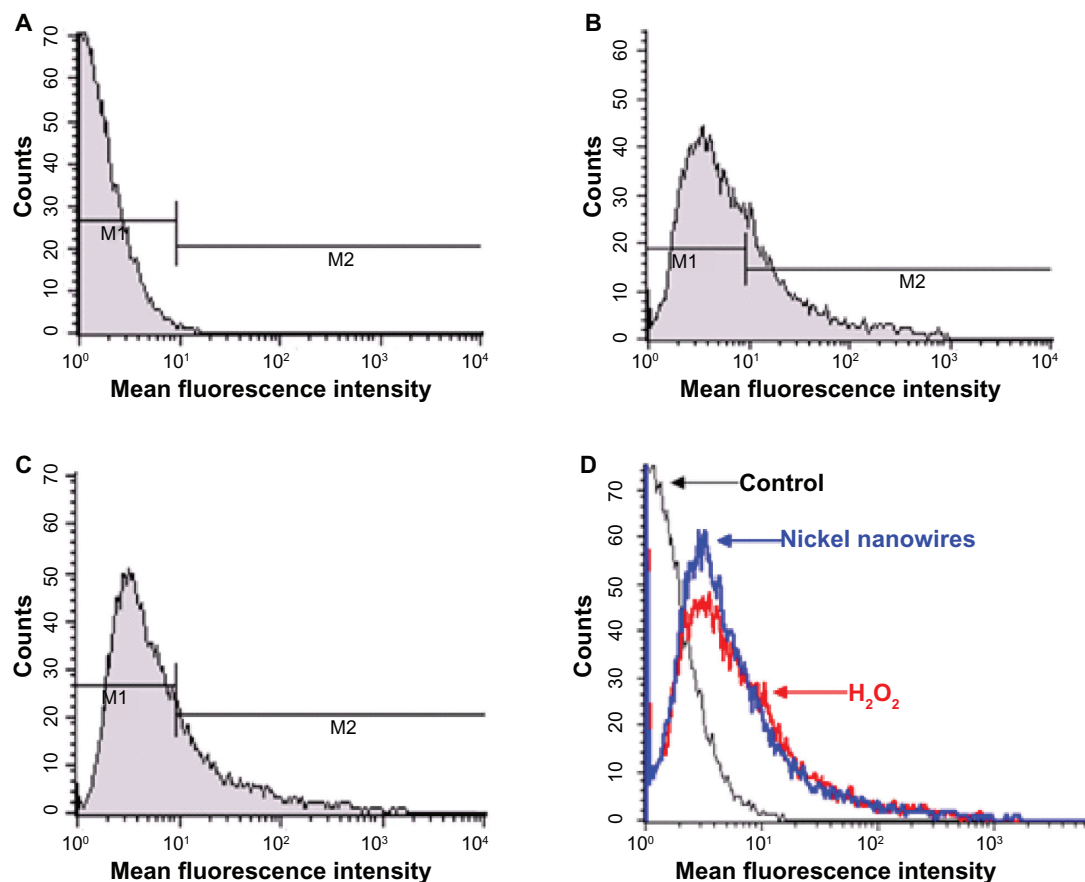 A
70
60
50
40
30
20
10
0
Counts
M1
M2
10⁰ 10¹ 10² 10³ 10⁴
Mean fluorescence intensity
B
60
50
40
30
20
10
0
Counts
M1
M2
10⁰ 10¹ 10² 10³ 10⁴
Mean fluorescence intensity
C
70
60
50
40
30
20
10
0
Counts
M1
M2
10⁰ 10¹ 10² 10³ 10⁴
Mean fluorescence intensity
D
70
60
50
40
30
20
10
0
Counts
Control
Nickel nanowires
H₂O₂
10⁰ 10¹ 10² 10³
Mean fluorescence intensity